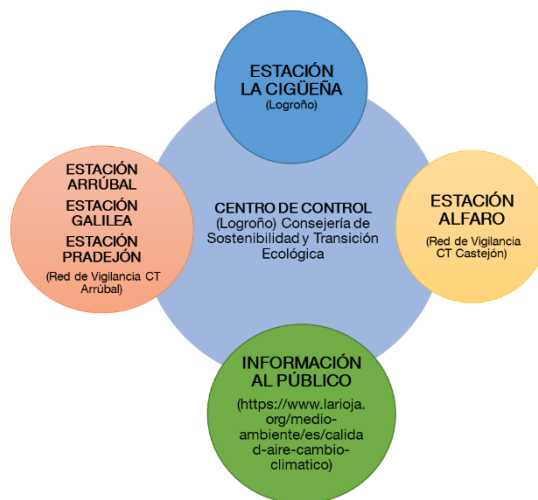 ESTACIÓN
LA CIGÜEÑA
(Logroño)
ESTACIÓN
ARRÚBAL
ESTACIÓN
GALILEA
ESTACIÓN
PRADEJÓN
(Red de Vigilancia CT
Arrúbal)
CENTRO DE CONTROL
(Logroño) Consejería de
Sostenibilidad y Transición
Ecológica
ESTACIÓN
ALFARO
(Red de Vigilancia
CT Castejón)
INFORMACIÓN
AL PÚBLICO
(https://www.larioja.
org/medio-
ambiente/es/calida
d-aire-cambio-
climatico)